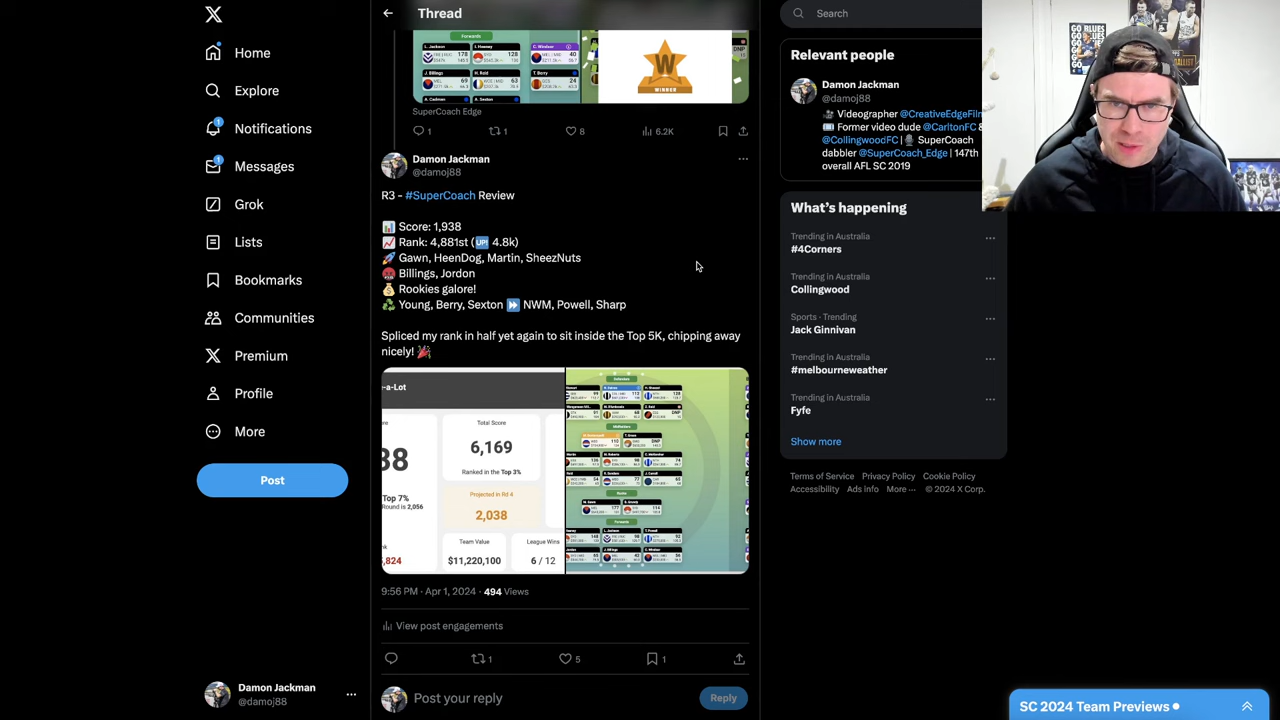 Home
Explore
Notifications
Messages
Grok
Lists
Bookmarks
Communities
Premium
Profile
More
Post
Damon Jackman
@damoj88
Thread
Forwards
SuperCoach Edge
1
1
8
6.2K
Damon Jackman
@damoj88
R3 - #SuperCoach Review
Score: 1,938
Rank: 4,881st (UP! 4.8k)
Gawn, HeenDog, Martin, SheezNuts
Billings, Jordon
Rookies galore!
Young, Berry, Sexton NWM, Powell, Sharp
Spliced my rank in half yet again to sit inside the Top 5K, chipping away
nicely!
e-a-Lot
Total Score
6,169
Ranked in the Top 3%
Projected in Rd 4
2,038
Team Value
$11,220,100
League Wins
6 / 12
Top 7%
Round is 2,056
9:56 PM · Apr 1, 2024 · 494 Views
View post engagements
1
5
1
Post your reply
Reply
Search
Relevant people
Damon Jackman
@damoj88
Videographer @CreativeEdgeFil
Former video dude @CarltonFC &
@CollingwoodFC | SuperCoach
dabbler @SuperCoach_Edge | 147th
overall AFL SC 2019
What's happening
Trending in Australia
#4Corners
Trending in Australia
Collingwood
Sports · Trending
Jack Ginnivan
Trending in Australia
#melbourneweather
Trending in Australia
Fyfe
Show more
Terms of Service Privacy Policy Cookie Policy
Accessibility Ads info More ··· © 2024 X Corp.
GO BLUES
SC 2024 Team Previews